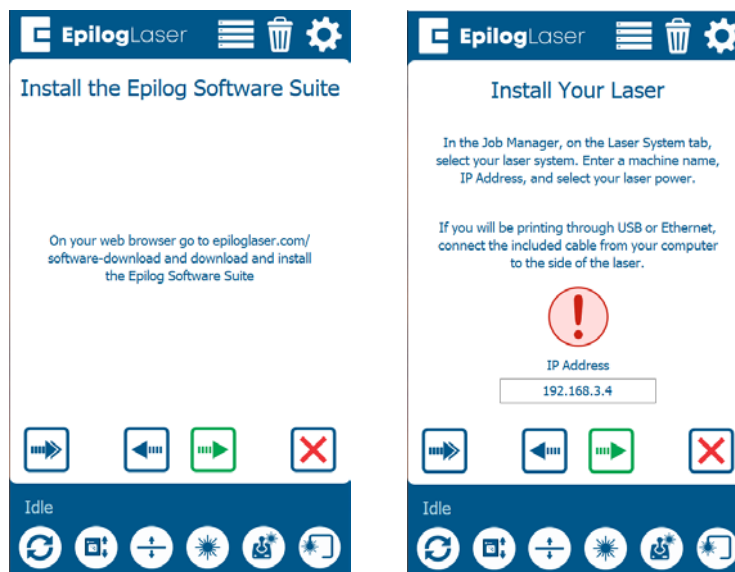 EpilogLaser
Install the Epilog Software Suite
On your web browser go to epiloglaser.com/
software-download and download and install
the Epilog Software Suite
Idle
EpilogLaser
Install Your Laser
In the Job Manager, on the Laser System tab,
select your laser system. Enter a machine name,
IP Address, and select your laser power.
If you will be printing through USB or Ethernet,
connect the included cable from your computer
to the side of the laser.
IP Address
192.168.3.4
Idle